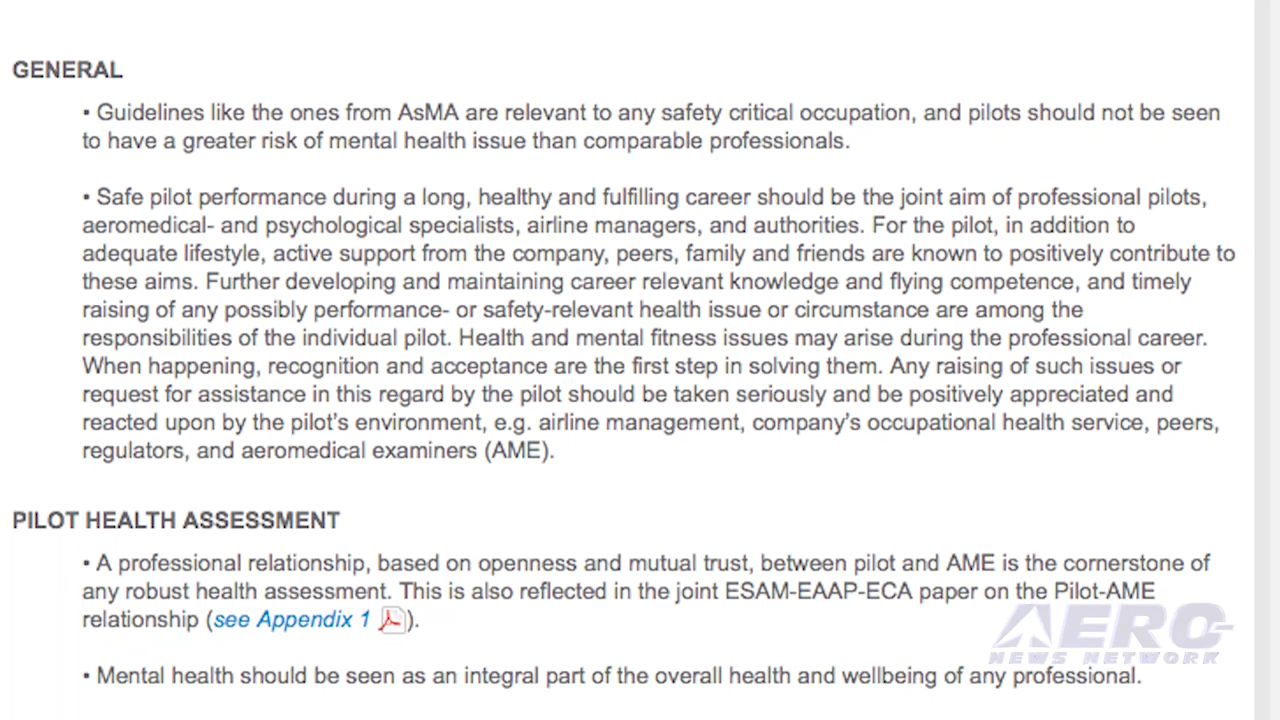 GENERAL
• Guidelines like the ones from AsMA are relevant to any safety critical occupation, and pilots should not be seen
to have a greater risk of mental health issue than comparable professionals.
• Safe pilot performance during a long, healthy and fulfilling career should be the joint aim of professional pilots,
aeromedical- and psychological specialists, airline managers, and authorities. For the pilot, in addition to
adequate lifestyle, active support from the company, peers, family and friends are known to positively contribute to
these aims. Further developing and maintaining career relevant knowledge and flying competence, and timely
raising of any possibly performance- or safety-relevant health issue or circumstance are among the
responsibilities of the individual pilot. Health and mental fitness issues may arise during the professional career.
When happening, recognition and acceptance are the first step in solving them. Any raising of such issues or
request for assistance in this regard by the pilot should be taken seriously and be positively appreciated and
reacted upon by the pilot’s environment, e.g. airline management, company’s occupational health service, peers,
regulators, and aeromedical examiners (AME).
PILOT HEALTH ASSESSMENT
• A professional relationship, based on openness and mutual trust, between pilot and AME is the cornerstone of
any robust health assessment. This is also reflected in the joint ESAM-EAAP-ECA paper on the Pilot-AME
relationship (see Appendix 1 ).
• Mental health should be seen as an integral part of the overall health and wellbeing of any professional.
AERO
NEWS NETWORK